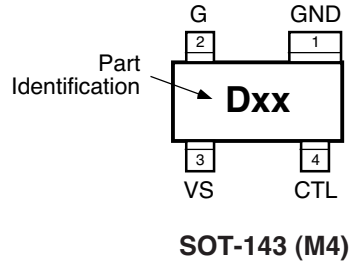 G GND
2 1
Part
Identification
Dxx
3 4
VS CTL
SOT-143 (M4)